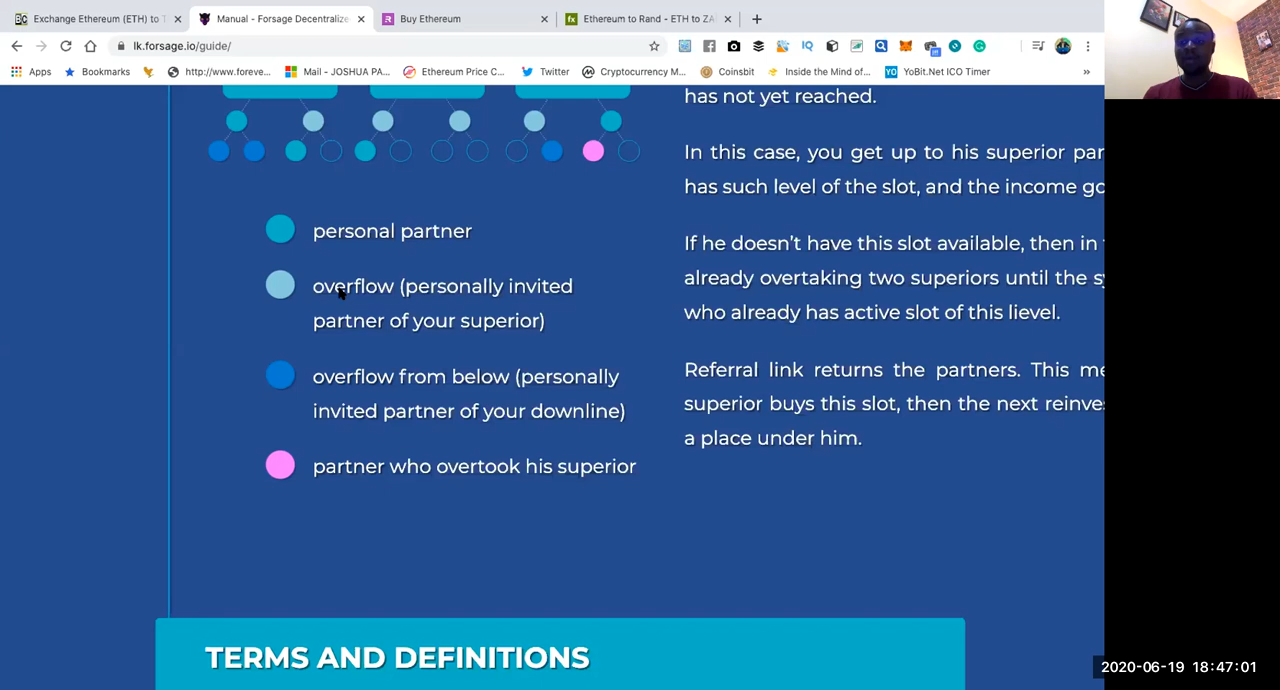 Exchange Ethereum (ETH) to T
Manual - Forsage Decentralize
Buy Ethereum
Ethereum to Rand - ETH to ZA
lk.forsage.io/guide/
Apps
Bookmarks
http://www.foreve...
Mail - JOSHUA PA...
Ethereum Price C...
Twitter
Cryptocurrency M...
Coinsbit
Inside the Mind of...
YoBit.Net ICO Timer
has not yet reached.
In this case, you get up to his superior par
has such level of the slot, and the income go
personal partner
overflow (personally invited
partner of your superior)
overflow from below (personally
invited partner of your downline)
partner who overtook his superior
If he doesn't have this slot available, then in
already overtaking two superiors until the sy
who already has active slot of this lievel.
Referral link returns the partners. This me
superior buys this slot, then the next reinve
a place under him.
TERMS AND DEFINITIONS
2020-06-19 18:47:01